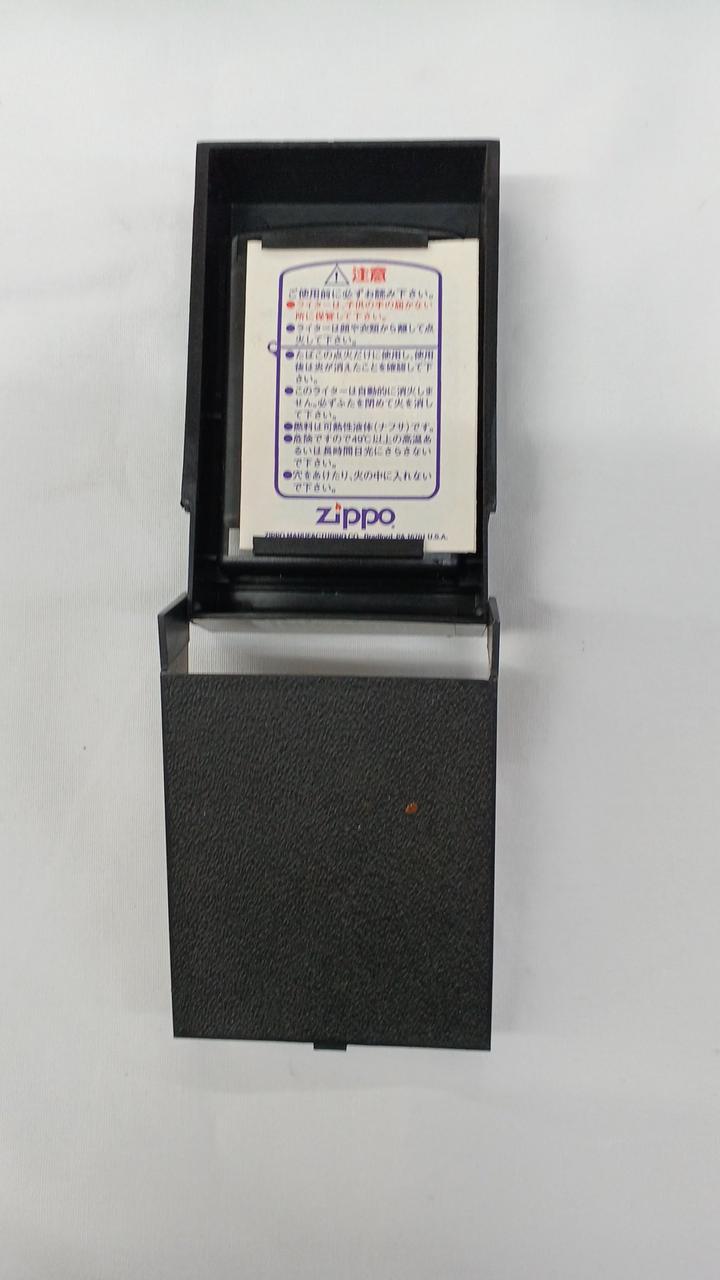 注意
ご使用前に必ずお読み下さい。
●ライターは、子供の手の届かない
所に保管して下さい。
●ライターは顔や衣類から離して点
火して下さい。
●たばこの点火だけに使用し、使用
後は炎が消えたことを確認して下
さい。
●このライターは自動的に消火しま
せん。必ずふたを閉めて火を消し
て下さい。
●燃料は可燃性液体(ナフサ)です。
●危険ですので49℃以上の高温あ
るいは長時間日光にさらさない
で下さい。
●穴をあけたり、火の中に入れない
で下さい。
zippo
ZIPPO MANUFACTURING CO., Bradford, PA 16701 U.S.A.